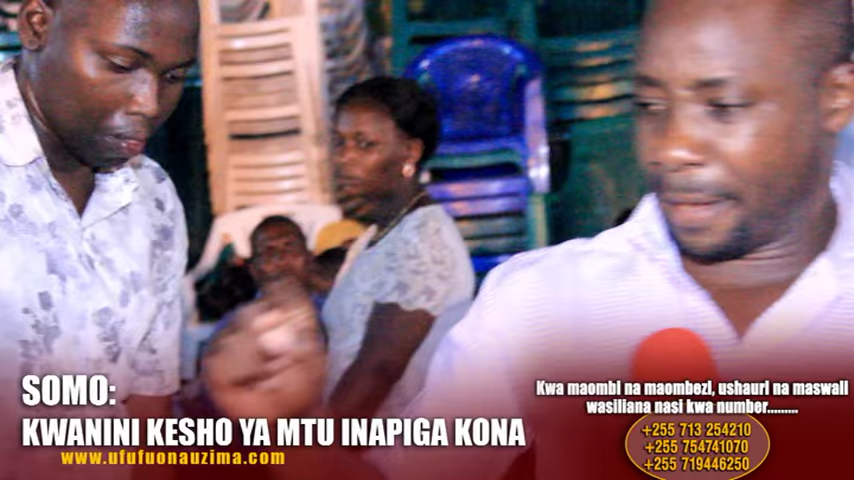 SOMO:
KWANINI KESHO YA MTU INAPIGA KONA
www.ufufuonauzima.com
Kwa maombi na maombezi, ushauri na maswali
wasiliana nasi kwa number.........
+255 713 254210
+255 754741070
+255 719446250